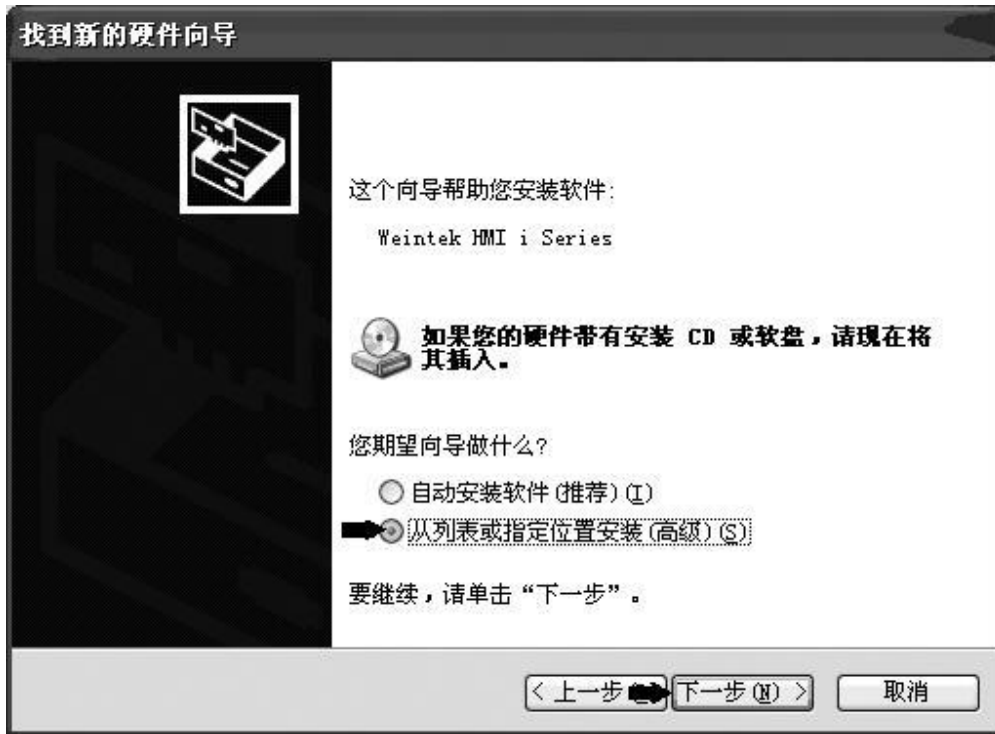 找到新的硬件向导
这个向导帮助您安装软件:
Weintek HMI i Series
如果您的硬件带有安装 CD 或软盘，请现在将
其插入。
您期望向导做什么?
自动安装软件(推荐)(I)
从列表或指定位置安装(高级)(S)
要继续，请单击“下一步”。
< 上一步
下一步(N) >
取消